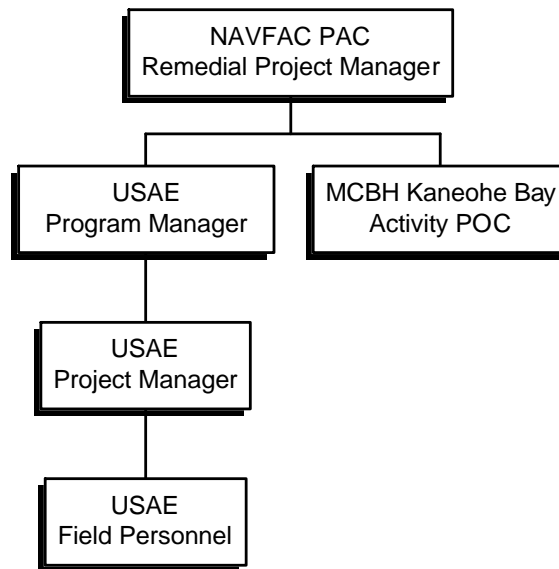 NAVFAC PAC
Remedial Project Manager
USAE
Program Manager
MCBH Kaneohe Bay
Activity POC
USAE
Project Manager
USAE
Field Personnel